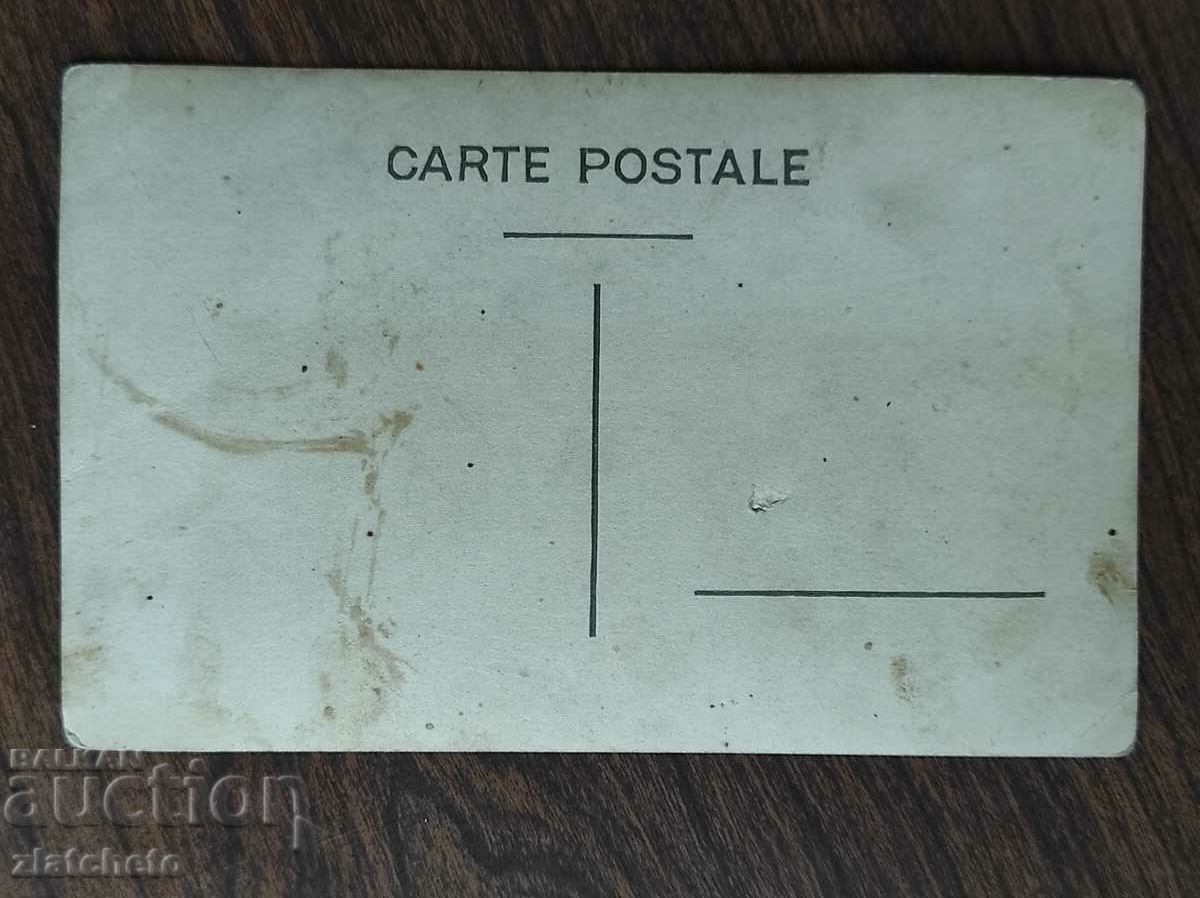 CARTE POSTALE
BALKAN
auction
zlatcheto